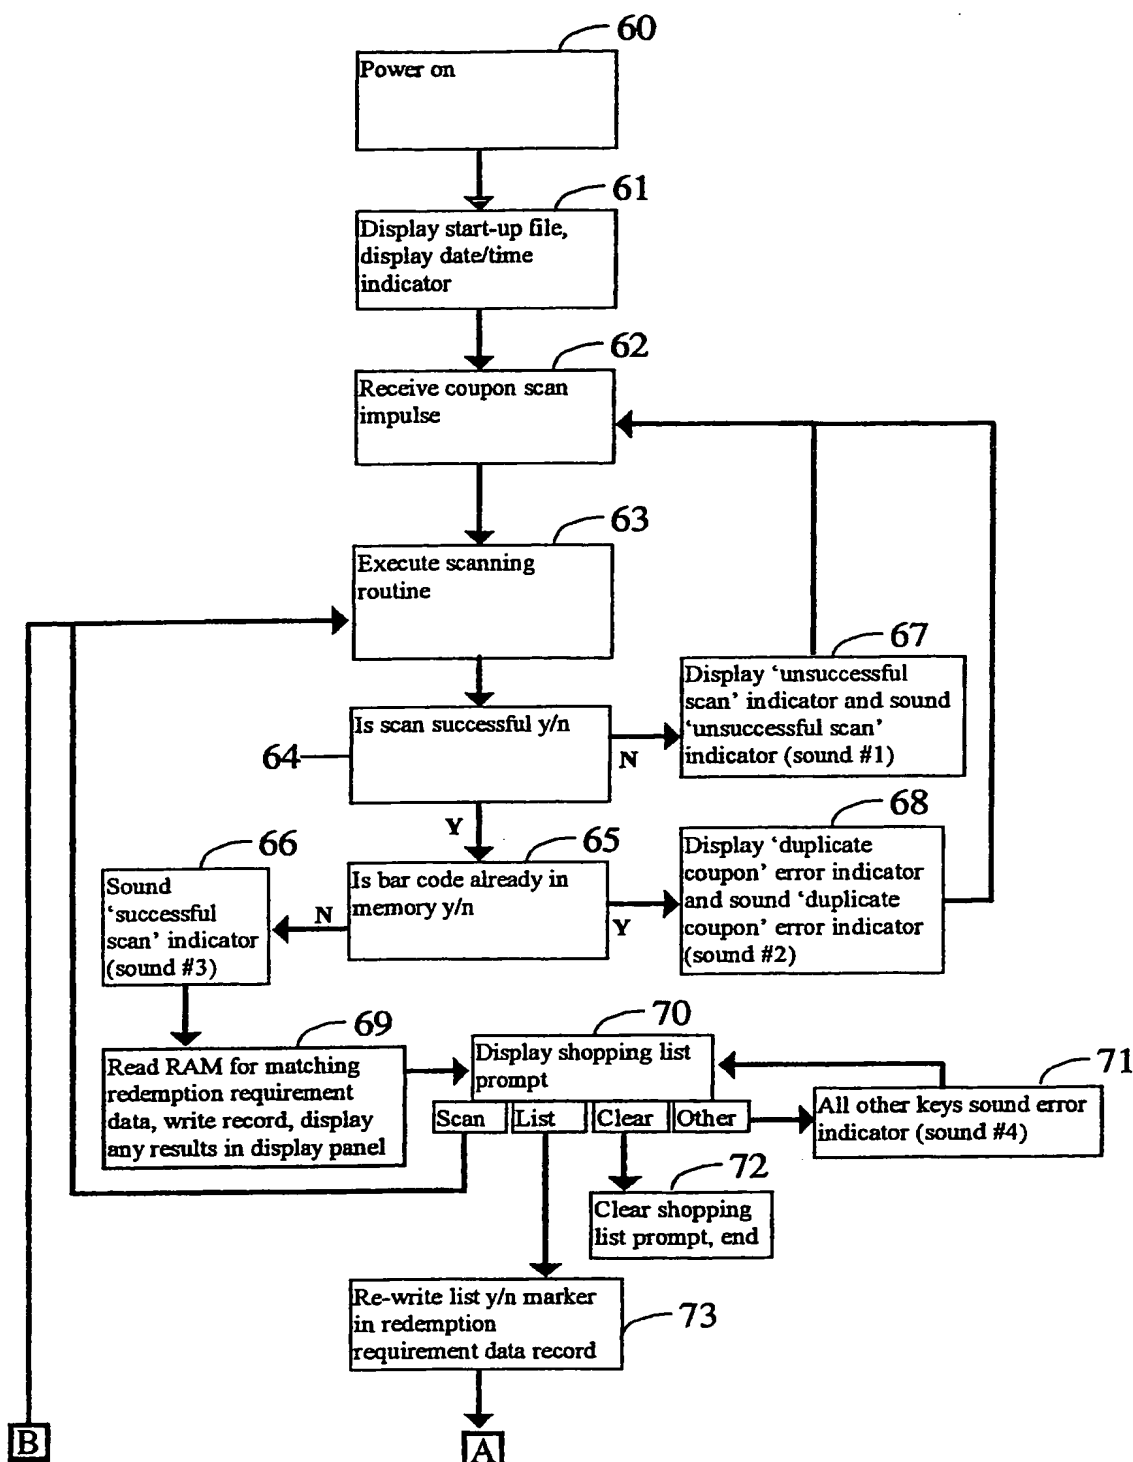 60
Power on
61
Display start-up file,
display date/time
indicator
62
Receive coupon scan
impulse
63
Execute scanning
routine
67
Display ‘unsuccessful
scan’ indicator and sound
‘unsuccessful scan’
indicator (sound #1)
64
Is scan successful y/n
N
Y
68
Display ‘duplicate
coupon’ error indicator
and sound ‘duplicate
coupon’ error indicator
(sound #2)
65
Is bar code already in
memory y/n
N
Y
66
Sound
‘successful
scan’ indicator
(sound #3)
69
Read RAM for matching
redemption requirement
data, write record, display
any results in display panel
70
Display shopping list
prompt
Scan List Clear Other
71
All other keys sound error
indicator (sound #4)
72
Clear shopping
list prompt, end
73
Re-write list y/n marker
in redemption
requirement data record
B
A